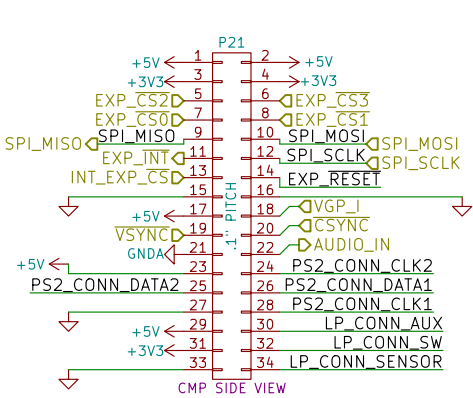 P21
+5V 1 2 +5V
+3V3 3 4 +3V3
EXP_CS2 5 6 EXP_CS3
EXP_CS0 7 8 EXP_CS1
SPI_MISO SPI_MISO 9 10 SPI_MOSI SPI_MOSI
EXP_INT 11 12 SPI_SCLK SPI_SCLK
INT_EXP_CS 13 14 EXP_RESET
15 16
+5V 17 18 VGP_I
VSYNC 19 20 CSYNC
GNDA 21 22 AUDIO_IN
+5V 23 24 PS2_CONN_CLK2
PS2_CONN_DATA2 25 26 PS2_CONN_DATA1
27 28 PS2_CONN_CLK1
+5V 29 30 LP_CONN_AUX
+3V3 31 32 LP_CONN_SW
33 34 LP_CONN_SENSOR
.1" PITCH
CMP SIDE VIEW